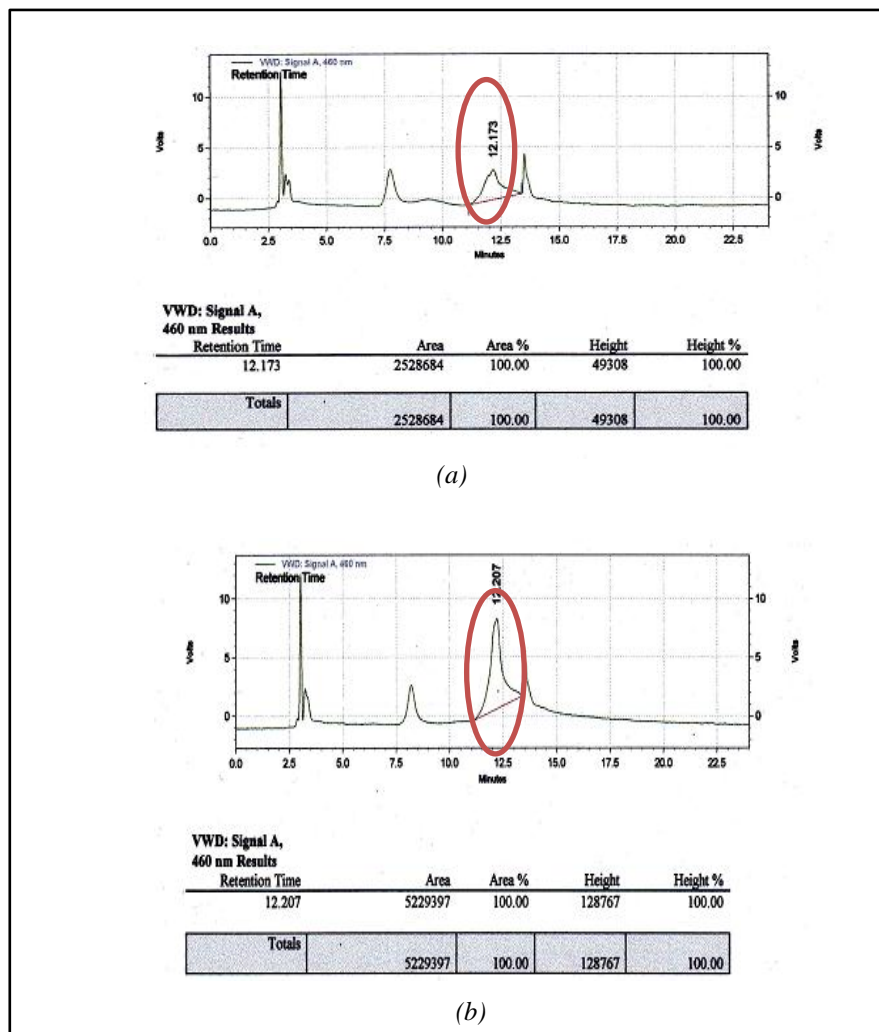 VWD: Signal A, 460 nm
Retention Time
12.173
Volts
Volts
10
5
0
10
5
0
0.0 2.5 5.0 7.5 10.0 12.5 15.0 17.5 20.0 22.5
Minutes
VWD: Signal A,
460 nm Results
Retention Time Area Area % Height Height %
12.173 2528684 100.00 49308 100.00
Totals
2528684 100.00 49308 100.00
(a)
VWD: Signal A, 460 nm
Retention Time
12.207
Volts
Volts
10
5
0
10
5
0
0.0 2.5 5.0 7.5 10.0 12.5 15.0 17.5 20.0 22.5
Minutes
VWD: Signal A,
460 nm Results
Retention Time Area Area % Height Height %
12.207 5229397 100.00 128767 100.00
Totals
5229397 100.00 128767 100.00
(b)